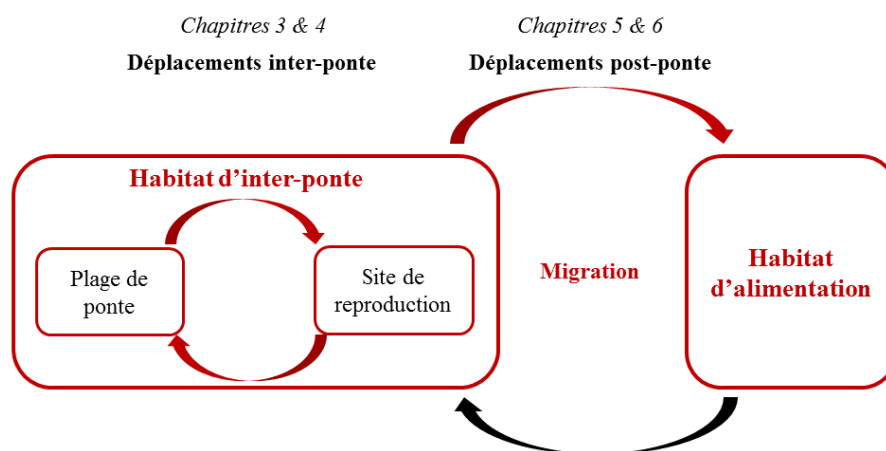 Chapitres 3 & 4
Déplacements inter-ponte
Chapitres 5 & 6
Déplacements post-ponte
Habitat d'inter-ponte
Plage de
ponte
Site de
reproduction
Migration
Habitat
d'alimentation